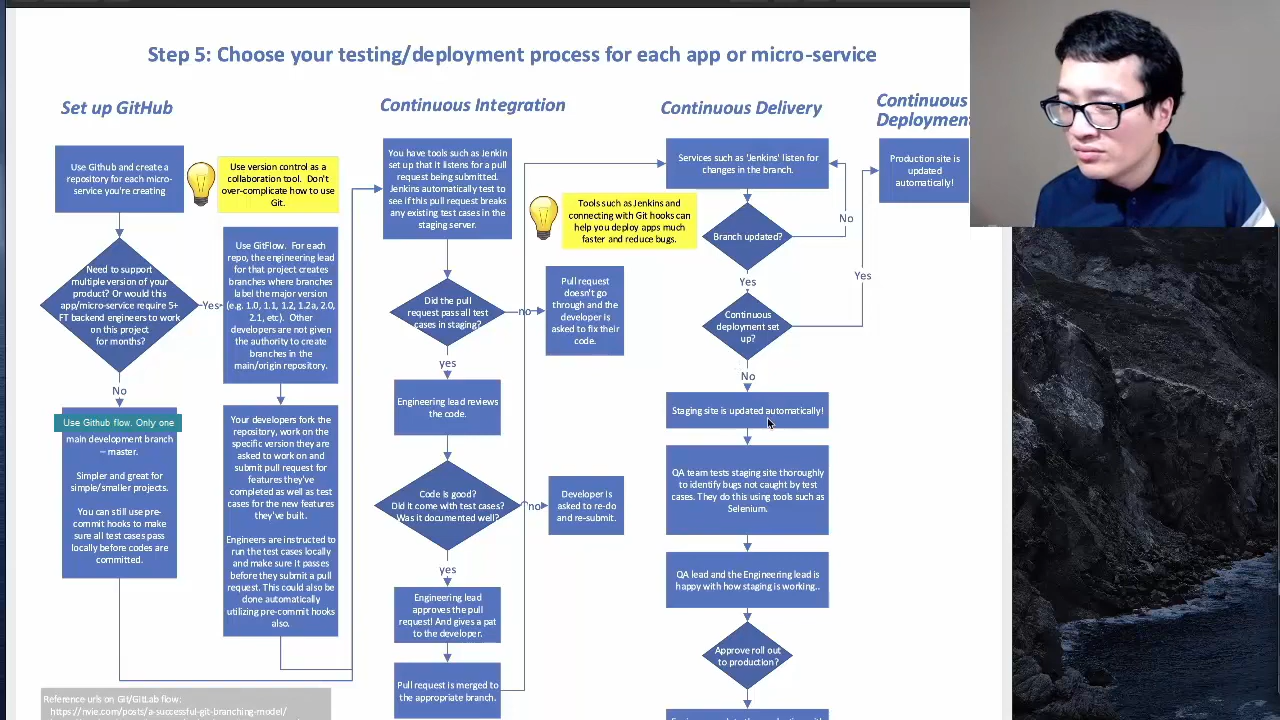 Step 5: Choose your testing/deployment process for each app or micro-service
Set up GitHub
Use Github and create a
repository for each micro-
service you're creating
Use version control as a
collaboration tool. Don't
over-complicate how to use
Git.
Need to support
multiple version of your
product? Or would this
app/micro-service require 5+
FT backend engineers to work
on this project
for months?
Yes
No
Use GitFlow. For each
repo, the engineering lead
for that project creates
branches where branches
label the major version
(e.g. 1.0, 1.1, 1.2, 1.2a, 2.0,
2.1, etc). Other
developers are not given
the authority to create
branches in the
main/origin repository.
Use Github flow. Only one
main development branch
– master.
Simpler and great for
simple/smaller projects.
You can still use pre-
commit hooks to make
sure all test cases pass
locally before codes are
committed.
Your developers fork the
repository, work on the
specific version they are
asked to work on and
submit pull request for
features they've
completed as well as test
cases for the new features
they've built.
Engineers are instructed to
run the test cases locally
and make sure it passes
before they submit a pull
request. This could also be
done automatically
utilizing pre-commit hooks
also.
Reference urls on Git/GitLab flow:
https://nvie.com/posts/a-successful-git-branching-model/
Continuous Integration
You have tools such as Jenkin
set up that it listens for a pull
request being submitted.
Jenkins automatically test to
see if this pull request breaks
any existing test cases in the
staging server.
Tools such as Jenkins and
connecting with Git hooks can
help you deploy apps much
faster and reduce bugs.
Did the pull
request pass all test
cases in staging?
no
Pull request
doesn't go
through and the
developer is
asked to fix their
code.
yes
Engineering lead reviews
the code.
Code is good?
Did it come with test cases?
Was it documented well?
no
Developer is
asked to re-do
and re-submit.
yes
Engineering lead
approves the pull
request! And gives a pat
to the developer.
Pull request is merged to
the appropriate branch.
Continuous Delivery
Services such as 'Jenkins' listen for
changes in the branch.
No
Branch updated?
Yes
Continuous
deployment set
up?
Yes
No
Staging site is updated automatically!
QA team tests staging site thoroughly
to identify bugs not caught by test
cases. They do this using tools such as
Selenium.
QA lead and the Engineering lead is
happy with how staging is working..
Approve roll out
to production?
Continuous
Deployment
Production site is
updated
automatically!